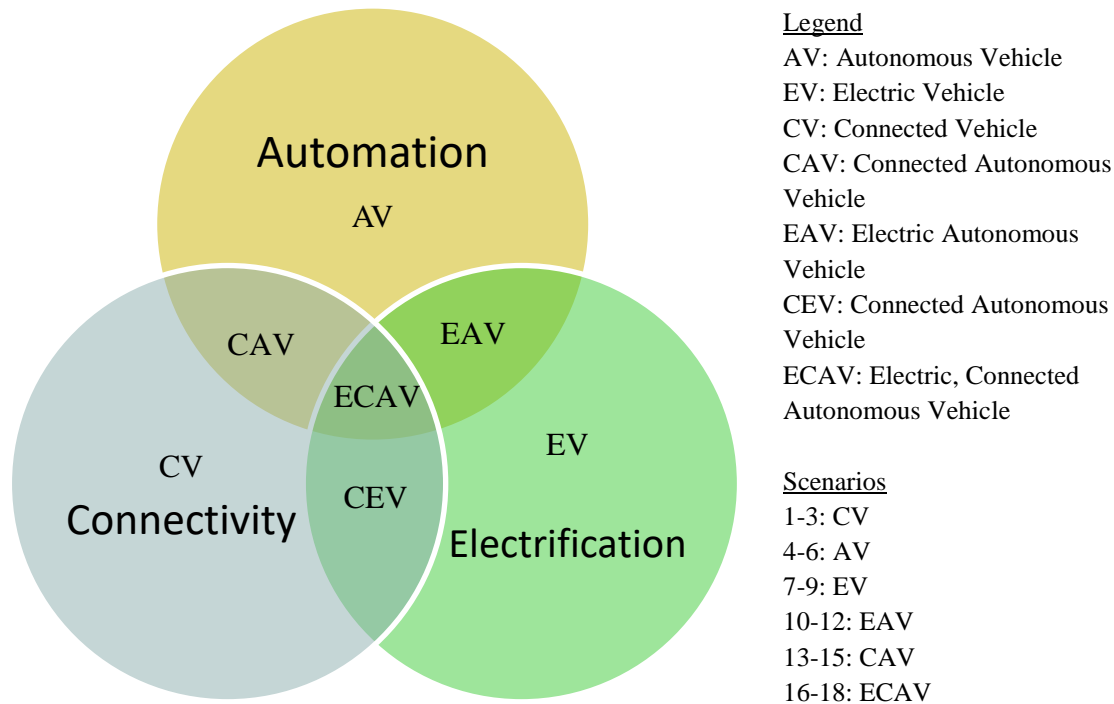 Automation
AV
CAV
EAV
ECAV
CV
EV
CEV
Connectivity
Electrification
Legend
AV: Autonomous Vehicle
EV: Electric Vehicle
CV: Connected Vehicle
CAV: Connected Autonomous
Vehicle
EAV: Electric Autonomous
Vehicle
CEV: Connected Autonomous
Vehicle
ECAV: Electric, Connected
Autonomous Vehicle
Scenarios
1-3: CV
4-6: AV
7-9: EV
10-12: EAV
13-15: CAV
16-18: ECAV